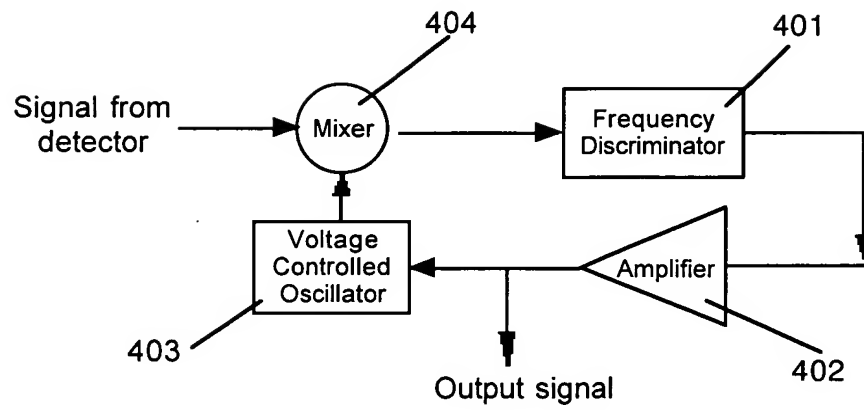 404
401
Signal from
detector
Mixer
Frequency
Discriminator
Voltage
Controlled
Oscillator
Amplifier
403
402
Output signal